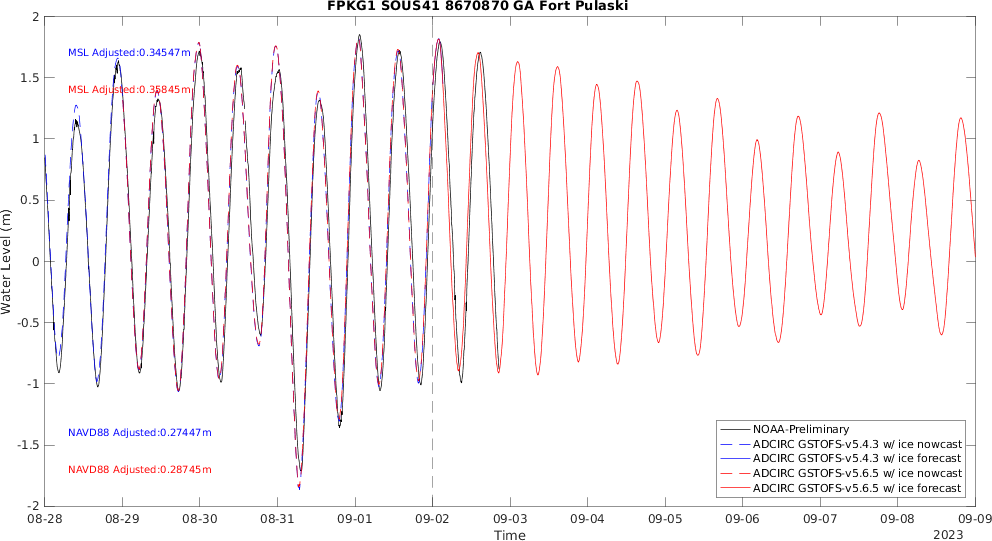 FPKG1 SOUS41 8670870 GA Fort Pulaski
2
1.5
1
0.5
0
-0.5
-1
-1.5
-2
Water Level (m)
MSL Adjusted:0.34547m
MSL Adjusted:0.35845m
NAVD88 Adjusted:0.27447m
NAVD88 Adjusted:0.28745m
NOAA-Preliminary
ADCIRC GSTOFS-v5.4.3 w/ ice nowcast
ADCIRC GSTOFS-v5.4.3 w/ ice forecast
ADCIRC GSTOFS-v5.6.5 w/ ice nowcast
ADCIRC GSTOFS-v5.6.5 w/ ice forecast
08-28 08-29 08-30 08-31 09-01 09-02 09-03 09-04 09-05 09-06 09-07 09-08 09-09
Time
2023